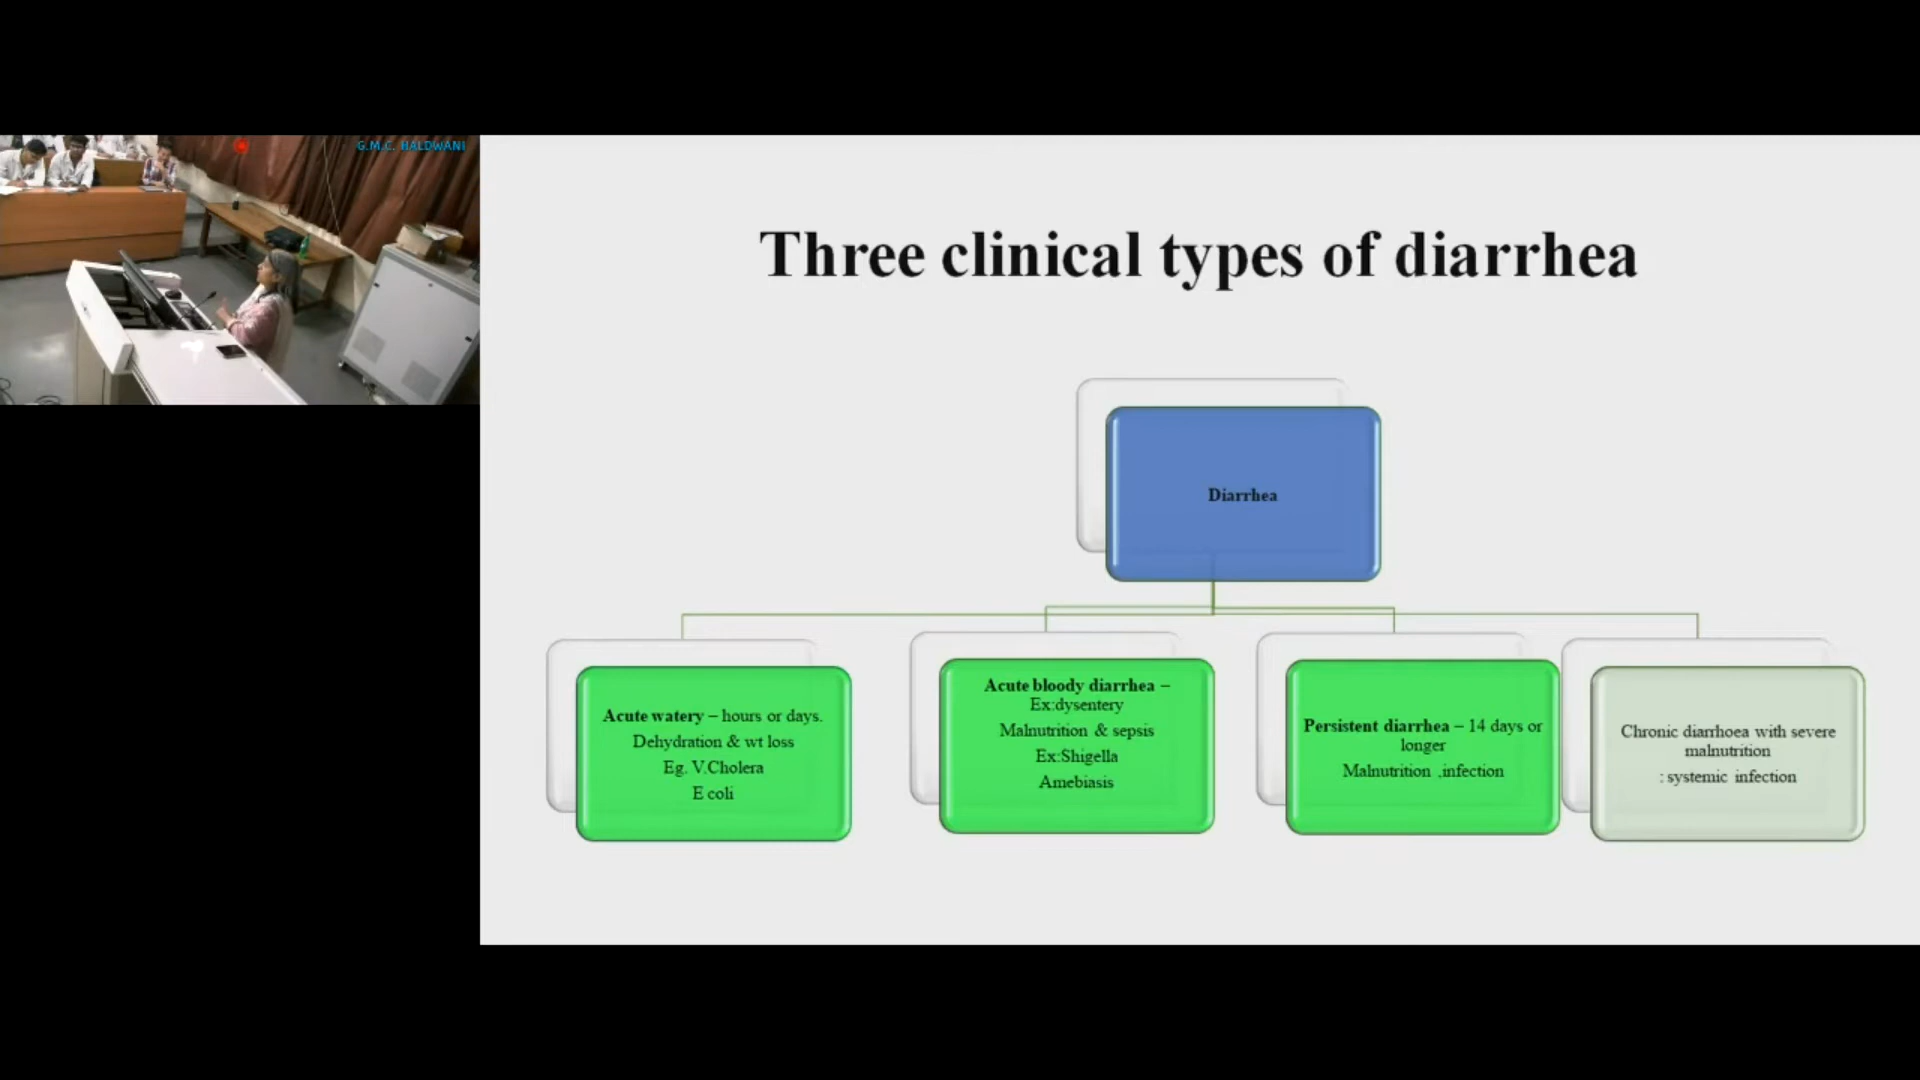 G.M.C. HALDWANI
Three clinical types of diarrhea
Diarrhea
Acute watery – hours or days.
Dehydration & wt loss
Eg. V.Cholera
E coli
Acute bloody diarrhea –
Ex:dysentery
Malnutrition & sepsis
Ex:Shigella
Amebiasis
Persistent diarrhea – 14 days or
longer
Malnutrition ,infection
Chronic diarrhoea with severe
malnutrition
: systemic infection